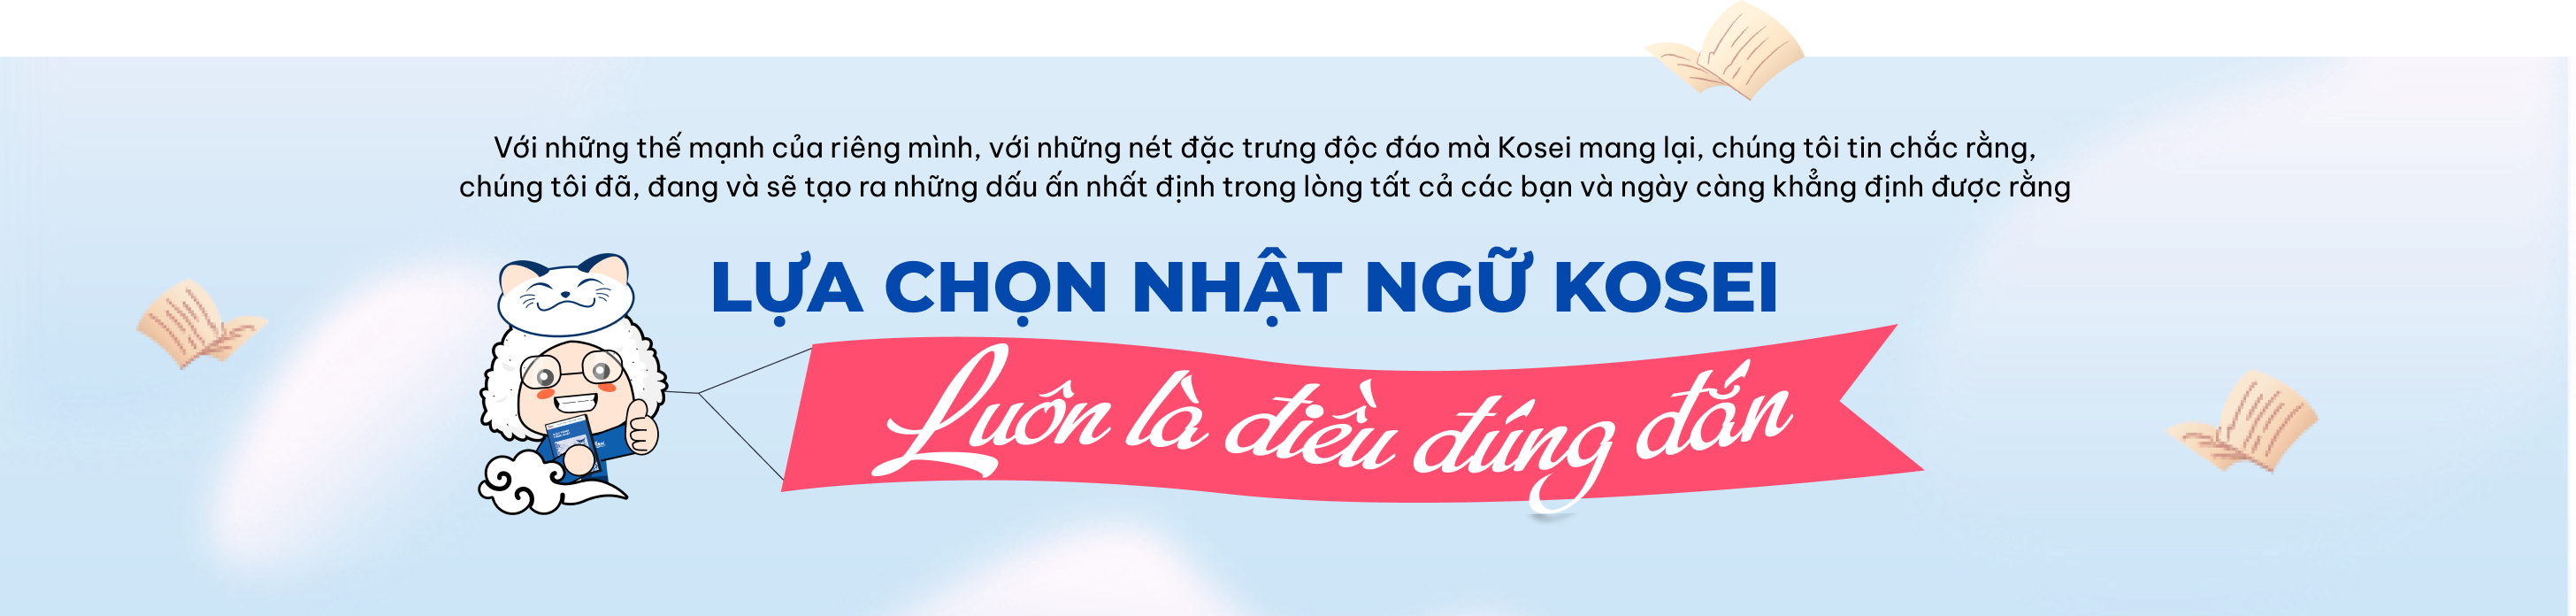 Với những thế mạnh của riêng mình, với những nét đặc trưng độc đáo mà Kosei mang lại, chúng tôi tin chắc rằng,
chúng tôi đã, đang và sẽ tạo ra những dấu ấn nhất định trong lòng tất cả các bạn và ngày càng khẳng định được rằng
LỰA CHỌN NHẬT NGỮ KOSEI
Luôn là điều đúng đắn